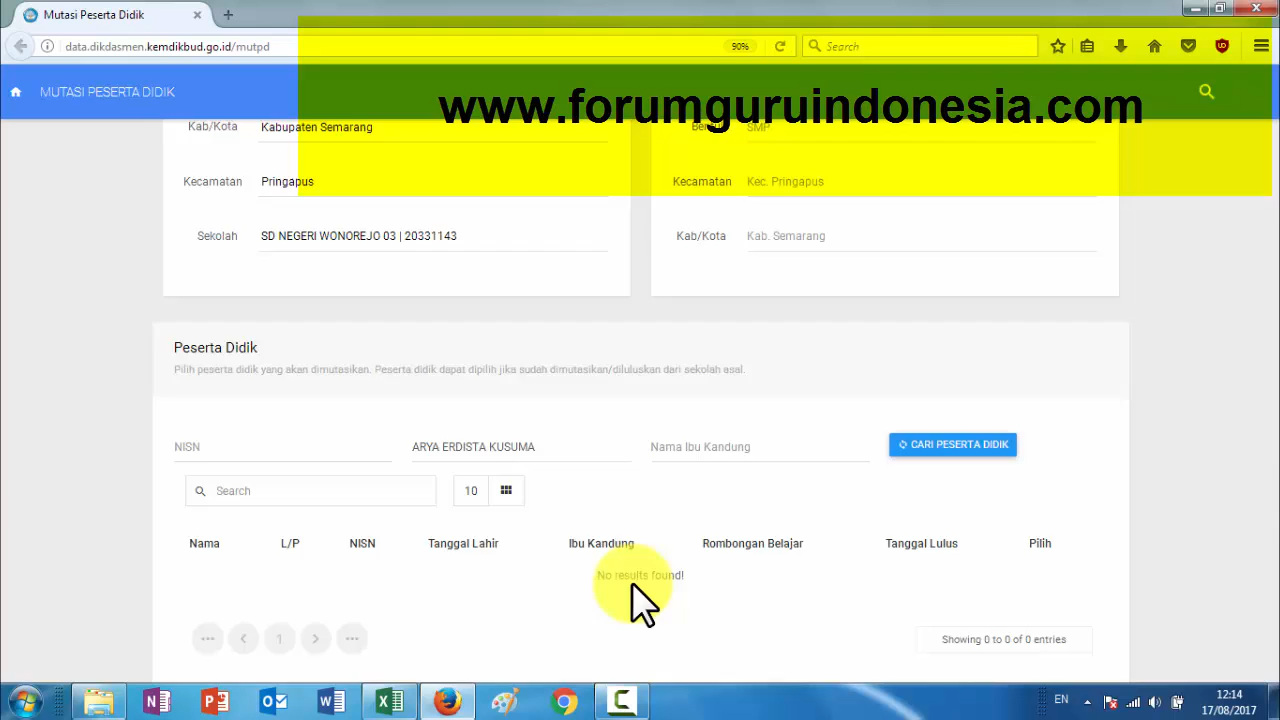 Mutasi Peserta Didik
data.dikdasmen.kemdikbud.go.id/mutpd
90%
Search
MUTASI PESERTA DIDIK
www.forumguruindonesia.com
Kab/Kota Kabupaten Semarang
SMP
Kecamatan Pringapus
Kecamatan Kec. Pringapus
Sekolah SD NEGERI WONOREJO 03 | 20331143
Kab/Kota Kab. Semarang
Peserta Didik
Pilih peserta didik yang akan dimutasikan. Peserta didik dapat dipilih jika sudah dimutasikan/diluluskan dari sekolah asal.
NISN ARYA ERDISTA KUSUMA Nama Ibu Kandung CARI PESERTA DIDIK
Search 10
Nama L/P NISN Tanggal Lahir Ibu Kandung Rombongan Belajar Tanggal Lulus Pilih
No results found!
1
Showing 0 to 0 of 0 entries
EN
12:14
17/08/2017